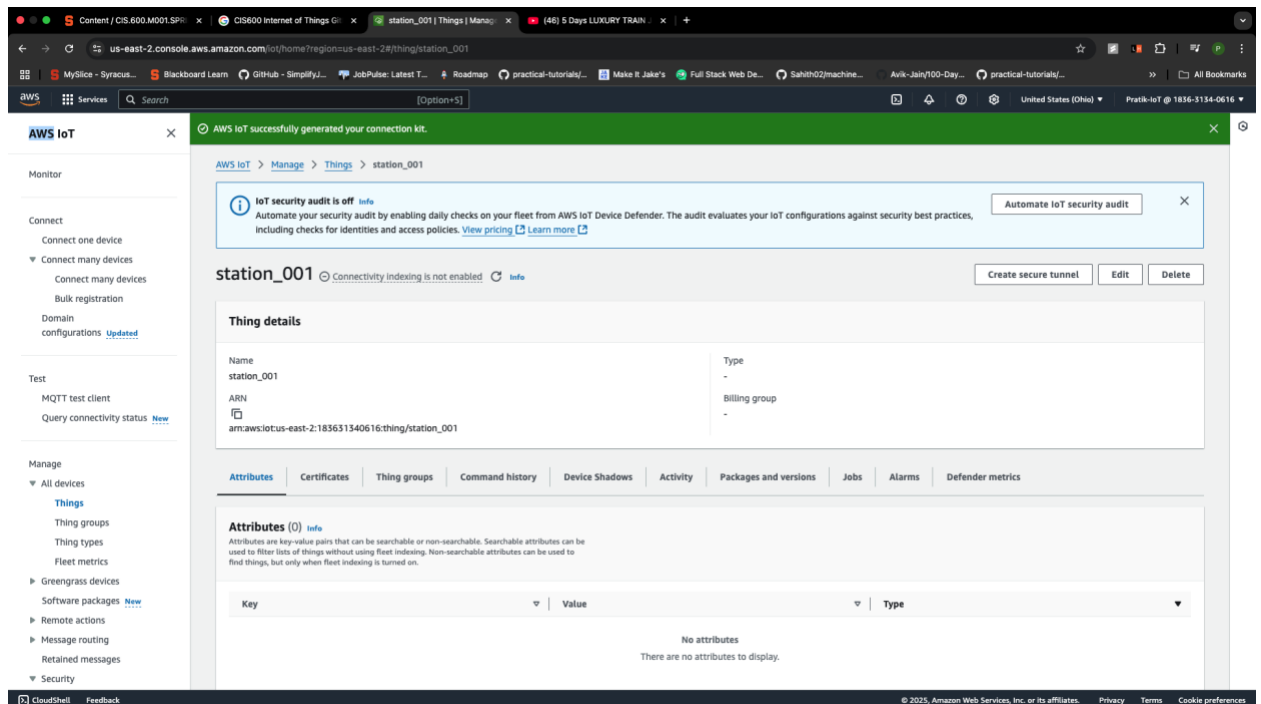 Content / CIS.600.M001.SPR
CIS600 Internet of Things Gi
station_001 | Things | Manag
(46) 5 Days LUXURY TRAIN J
us-east-2.console.aws.amazon.com/iot/home?region=us-east-2#/thing/station_001
MySlice - Syracus...
Blackboard Learn
GitHub - SimplifyJ...
JobPulse: Latest T...
Roadmap
practical-tutorials/...
Make It Jake's
Full Stack Web De...
Sahith02/machine...
Avik-Jain/100-Day...
practical-tutorials/...
All Bookmarks
aws
Services
Search
[Option+S]
United States (Ohio)
Pratik-IoT @ 1836-3134-0616
AWS IoT
AWS IoT successfully generated your connection kit.
Monitor
Connect
Connect one device
Connect many devices
Connect many devices
Bulk registration
Domain
configurations Updated
Test
MQTT test client
Query connectivity status New
Manage
All devices
Things
Thing groups
Thing types
Fleet metrics
Greengrass devices
Software packages New
Remote actions
Message routing
Retained messages
Security
AWS IoT > Manage > Things > station_001
IoT security audit is off Info
Automate your security audit by enabling daily checks on your fleet from AWS IoT Device Defender. The audit evaluates your IoT configurations against security best practices,
including checks for identities and access policies. View pricing Learn more
Automate IoT security audit
station_001 Connectivity indexing is not enabled Info
Create secure tunnel
Edit
Delete
Thing details
Name
station_001
ARN
arn:aws:iot:us-east-2:183631340616:thing/station_001
Type
-
Billing group
-
Attributes
Certificates
Thing groups
Command history
Device Shadows
Activity
Packages and versions
Jobs
Alarms
Defender metrics
Attributes (0) Info
Attributes are key-value pairs that can be searchable or non-searchable. Searchable attributes can be
used to filter lists of things without using fleet indexing. Non-searchable attributes can be used to
find things, but only when fleet indexing is turned on.
Key
Value
Type
No attributes
There are no attributes to display.
CloudShell
Feedback
© 2025, Amazon Web Services, Inc. or its affiliates.
Privacy
Terms
Cookie preferences